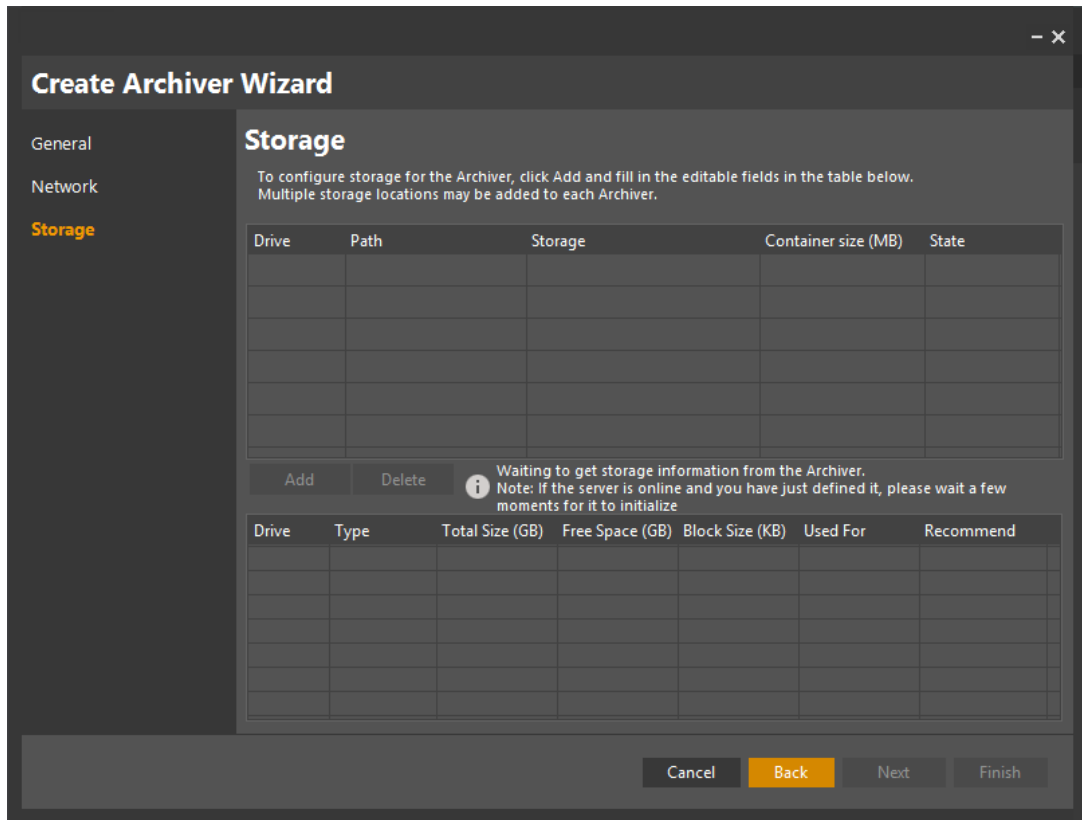 Create Archiver Wizard
General
Network
Storage
Storage
To configure storage for the Archiver, click Add and fill in the editable fields in the table below.
Multiple storage locations may be added to each Archiver.
Drive Path Storage Container size (MB) State
Add Delete
Waiting to get storage information from the Archiver.
Note: If the server is online and you have just defined it, please wait a few
moments for it to initialize
Drive Type Total Size (GB) Free Space (GB) Block Size (KB) Used For Recommend
Cancel Back Next Finish